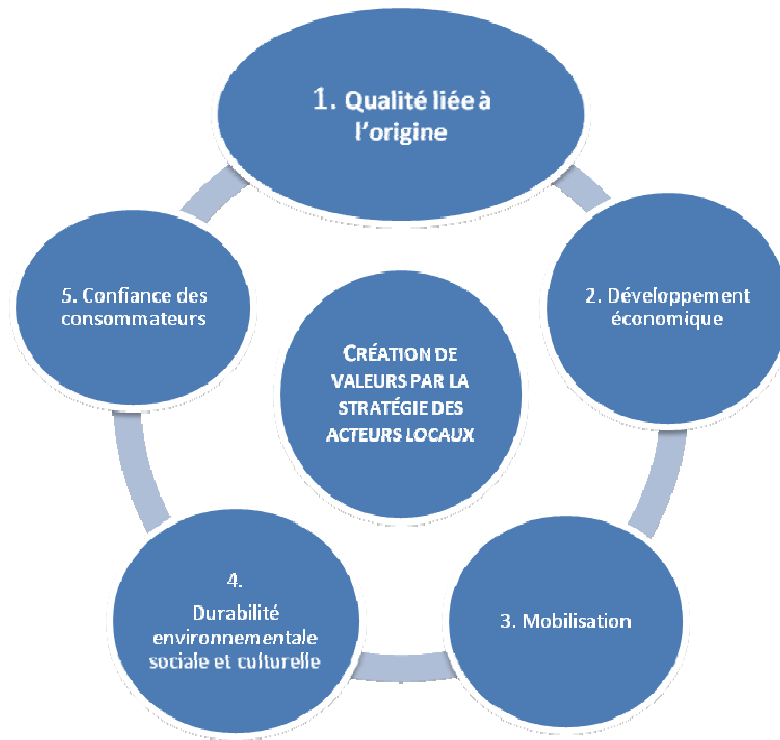 1. Qualité liée à
l'origine
2. Développement
économique
3. Mobilisation
4.
Durabilité
environnementale
sociale et culturelle
5. Confiance des
consommateurs
CRÉATION DE
VALEURS PAR LA
STRATÉGIE DES
ACTEURS LOCAUX